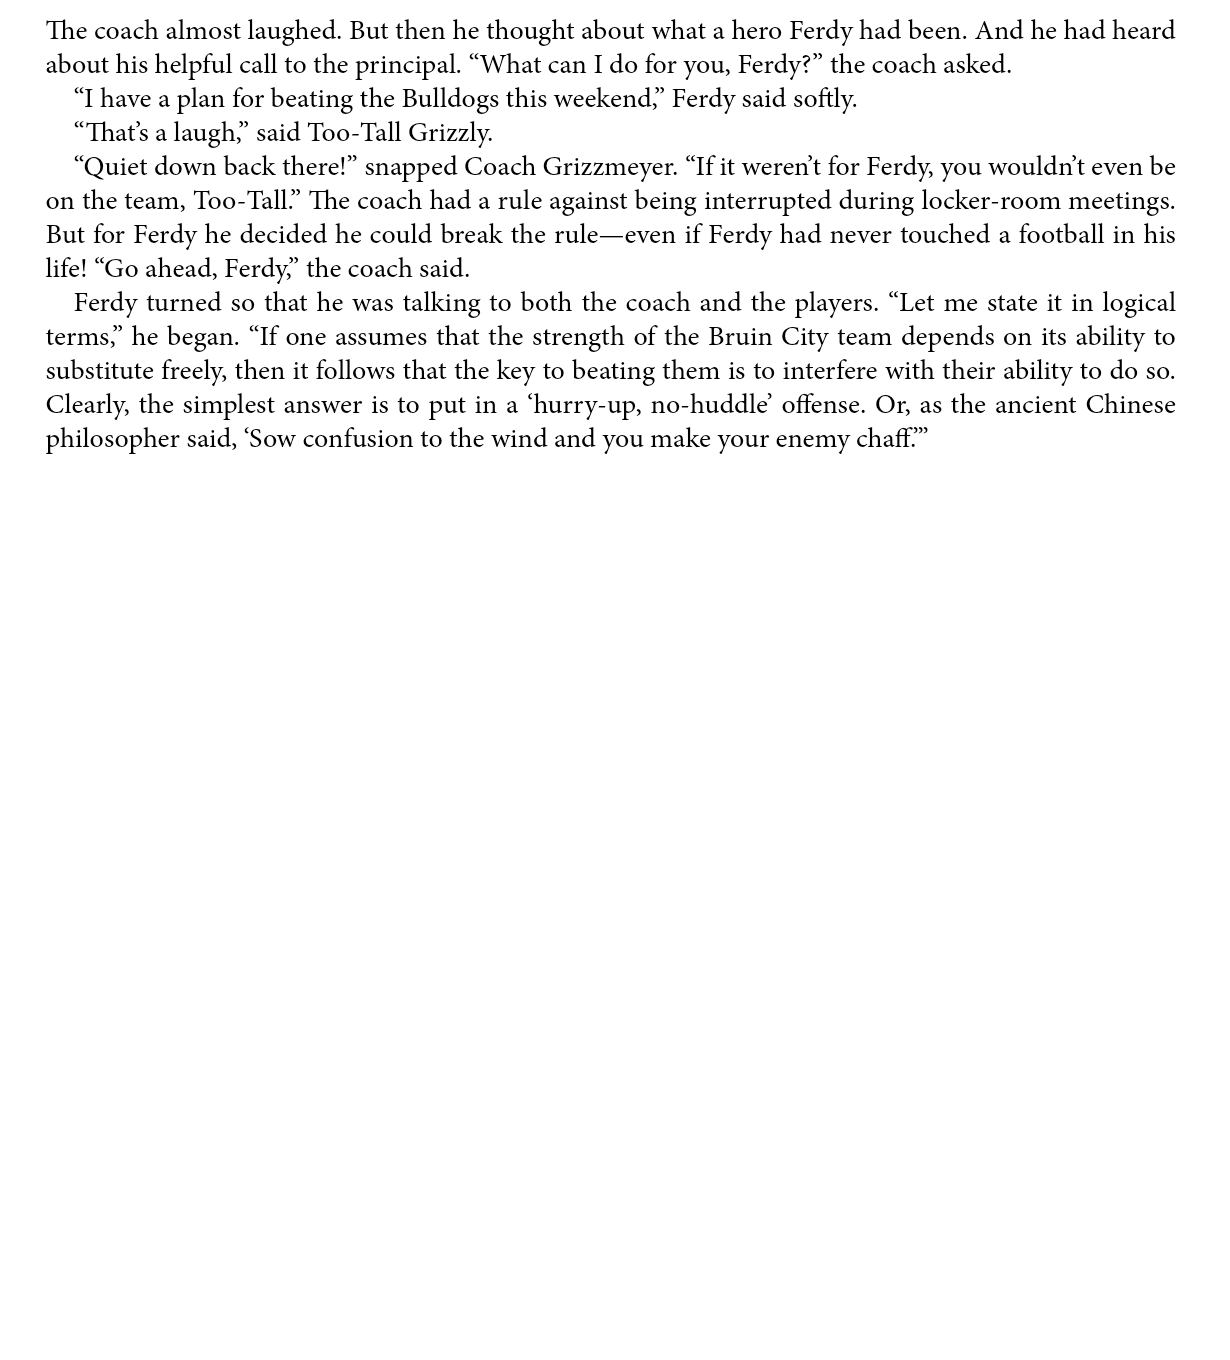 The coach almost laughed. But then he thought about what a hero Ferdy had been. And he had heard
about his helpful call to the principal. “What can I do for you, Ferdy?” the coach asked.
“I have a plan for beating the Bulldogs this weekend,” Ferdy said softly.
“That’s a laugh,” said Too-Tall Grizzly.
“Quiet down back there!” snapped Coach Grizzmeyer. “If it weren’t for Ferdy, you wouldn’t even be
on the team, Too-Tall.” The coach had a rule against being interrupted during locker-room meetings.
But for Ferdy he decided he could break the rule—even if Ferdy had never touched a football in his
life! “Go ahead, Ferdy,” the coach said.
Ferdy turned so that he was talking to both the coach and the players. “Let me state it in logical
terms,” he began. “If one assumes that the strength of the Bruin City team depends on its ability to
substitute freely, then it follows that the key to beating them is to interfere with their ability to do so.
Clearly, the simplest answer is to put in a ‘hurry-up, no-huddle’ offense. Or, as the ancient Chinese
philosopher said, ‘Sow confusion to the wind and you make your enemy chaff.’”